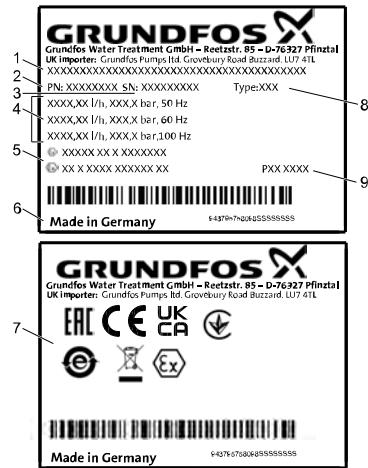 GRUNDFOS
Grundfos Water Treatment GmbH – Reetzstr. 85 – D-76327 Pfinztal
UK importer: Grundfos Pumps ltd. Grovebury Road Buzzard. LU7 4TL
1
XXXXXXXXXXXXXXXXXXXXXXXXXXXXXXXXXXXXXX
2
PN: XXXXXXXX SN: XXXXXXXXX Type:XXX
3
8
XXXX,XX l/h, XXX,X bar, 50 Hz
4
XXXX,XX l/h, XXX,X bar, 60 Hz
XXXX,XX l/h, XXX,X bar,100 Hz
5
XXXXX XX X XXXXXXX
Ex XX X XXXX XXXXXX XX PXX XXXX
9
6
Made in Germany
GRUNDFOS
Grundfos Water Treatment GmbH – Reetzstr. 85 – D-76327 Pfinztal
UK importer: Grundfos Pumps ltd. Grovebury Road Buzzard. LU7 4TL
7
EAC CE UK CA
e Ex
Made in Germany